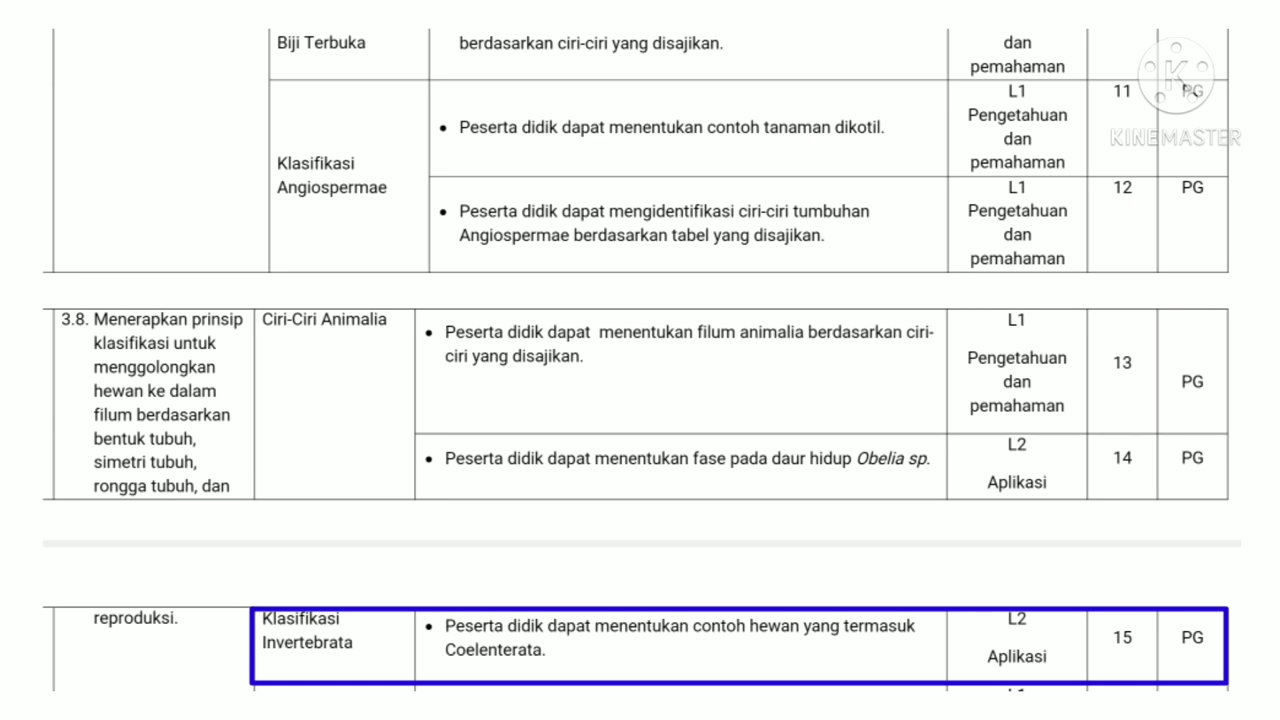 Biji Terbuka
berdasarkan ciri-ciri yang disajikan.
dan
pemahaman
Klasifikasi
Angiospermae
• Peserta didik dapat menentukan contoh tanaman dikotil.
L1
Pengetahuan
dan
pemahaman
11
PG
KINEMASTER
• Peserta didik dapat mengidentifikasi ciri-ciri tumbuhan
Angiospermae berdasarkan tabel yang disajikan.
L1
Pengetahuan
dan
pemahaman
12
PG
3.8. Menerapkan prinsip
klasifikasi untuk
menggolongkan
hewan ke dalam
filum berdasarkan
bentuk tubuh,
simetri tubuh,
rongga tubuh, dan
Ciri-Ciri Animalia
• Peserta didik dapat menentukan filum animalia berdasarkan ciri-
ciri yang disajikan.
L1
Pengetahuan
dan
pemahaman
13
PG
• Peserta didik dapat menentukan fase pada daur hidup Obelia sp.
L2
Aplikasi
14
PG
reproduksi.
Klasifikasi
Invertebrata
• Peserta didik dapat menentukan contoh hewan yang termasuk
Coelenterata.
L2
Aplikasi
15
PG